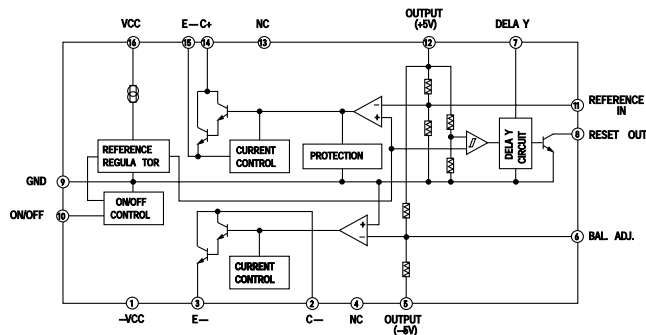 VCC
E— C+
NC
OUTPUT
(+5V)
DELA Y
16
15
14
13
12
7
11
REFERENCE
IN
8
RESET OUT
REFERENCE
REGULA TOR
CURRENT
CONTROL
PROTECTION
DELA Y
CIRCUIT
+
−
GND
9
ON/OFF
10
ON/OFF
CONTROL
+
−
6
BAL. ADJ.
CURRENT
CONTROL
1
3
2
4
5
—VCC
E—
C—
NC
OUTPUT
(—5V)